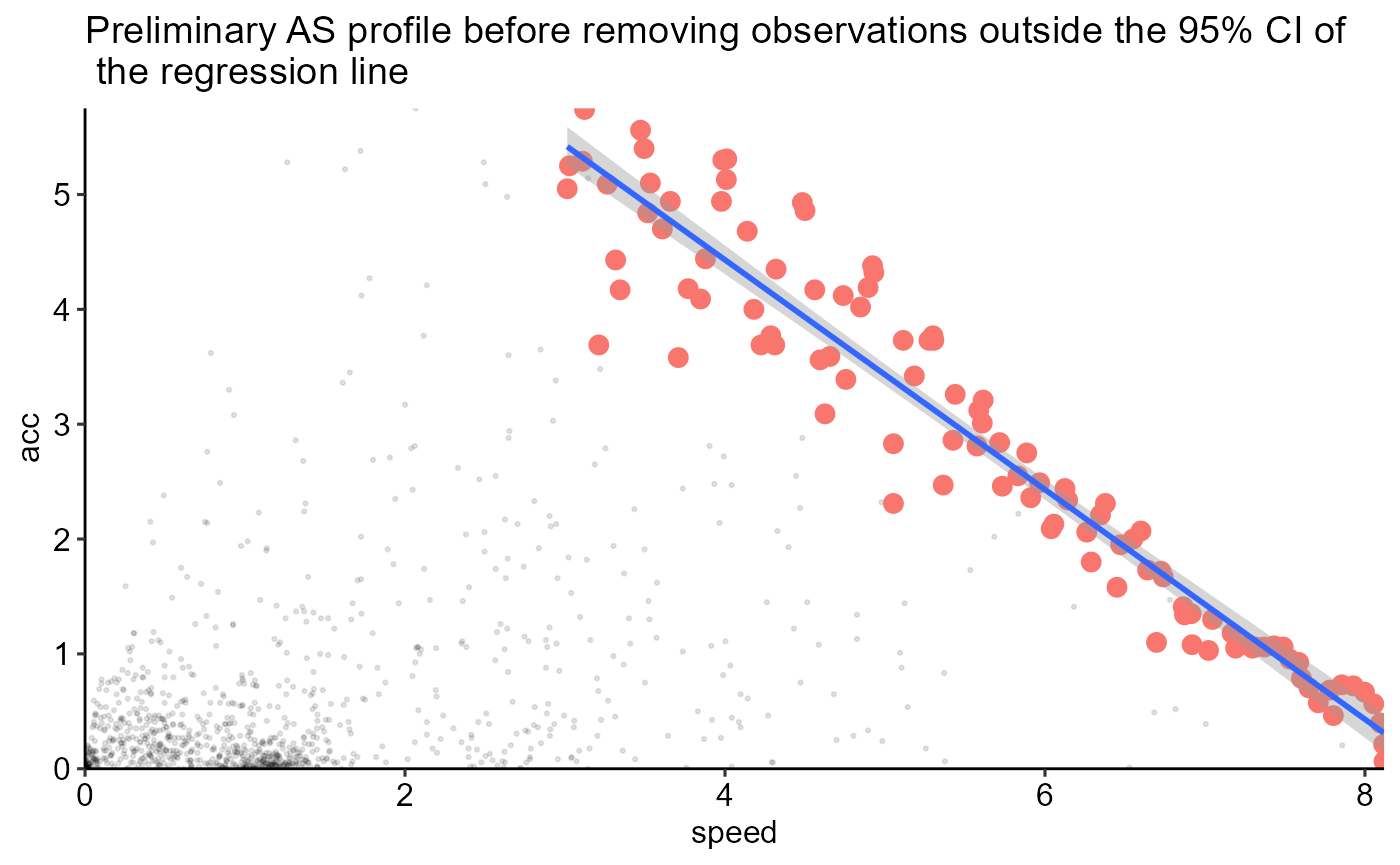 Preliminary AS profile before removing observations outside the 95% CI of
the regression line
5
4
3
2
1
0
acc
0 2 4 6 8
speed